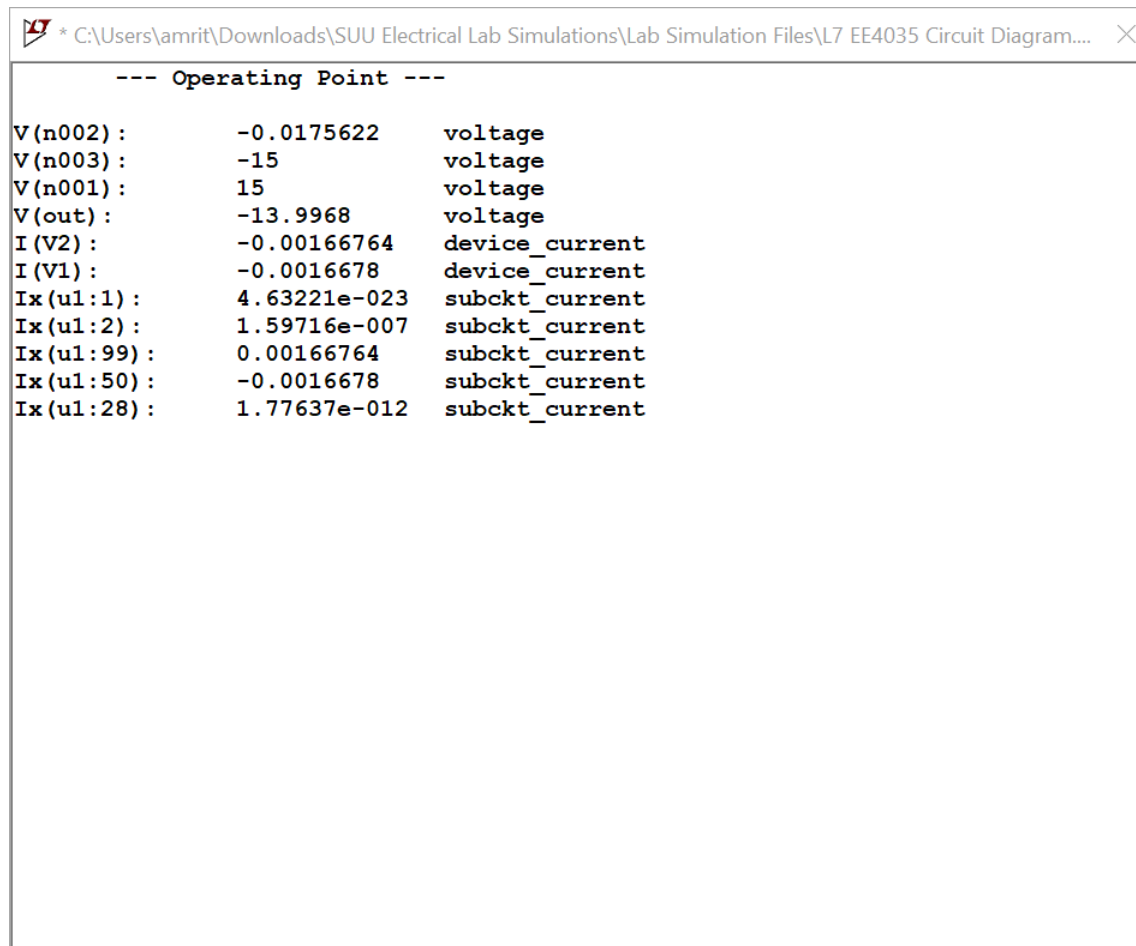 * C:\Users\amrit\Downloads\SUU Electrical Lab Simulations\Lab Simulation Files\L7 EE4035 Circuit Diagram....
--- Operating Point ---
V(n002): -0.0175622 voltage
V(n003): -15 voltage
V(n001): 15 voltage
V(out): -13.9968 voltage
I(V2): -0.00166764 device_current
I(V1): -0.0016678 device_current
Ix(u1:1): 4.63221e-023 subckt_current
Ix(u1:2): 1.59716e-007 subckt_current
Ix(u1:99): 0.00166764 subckt_current
Ix(u1:50): -0.0016678 subckt_current
Ix(u1:28): 1.77637e-012 subckt_current